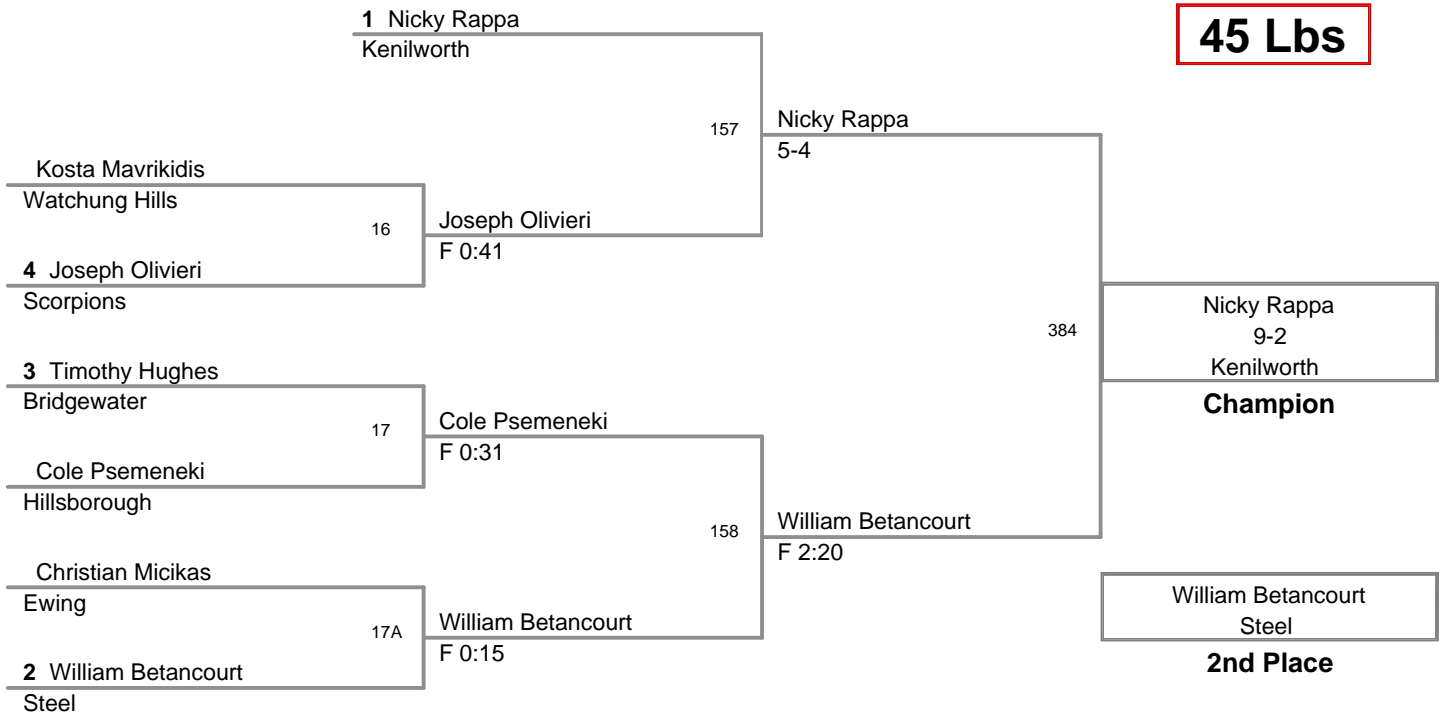 1 Nicky Rappa
Kenilworth
45 Lbs
157
Nicky Rappa
5-4
Kosta Mavrikidis
Watchung Hills
16
Joseph Olivieri
F 0:41
4 Joseph Olivieri
Scorpions
384
Nicky Rappa
9-2
Kenilworth
Champion
3 Timothy Hughes
Bridgewater
17
Cole Psemeneki
F 0:31
Cole Psemeneki
Hillsborough
158
William Betancourt
F 2:20
Christian Micikas
Ewing
17A
William Betancourt
F 0:15
2 William Betancourt
Steel
William Betancourt
Steel
2nd Place